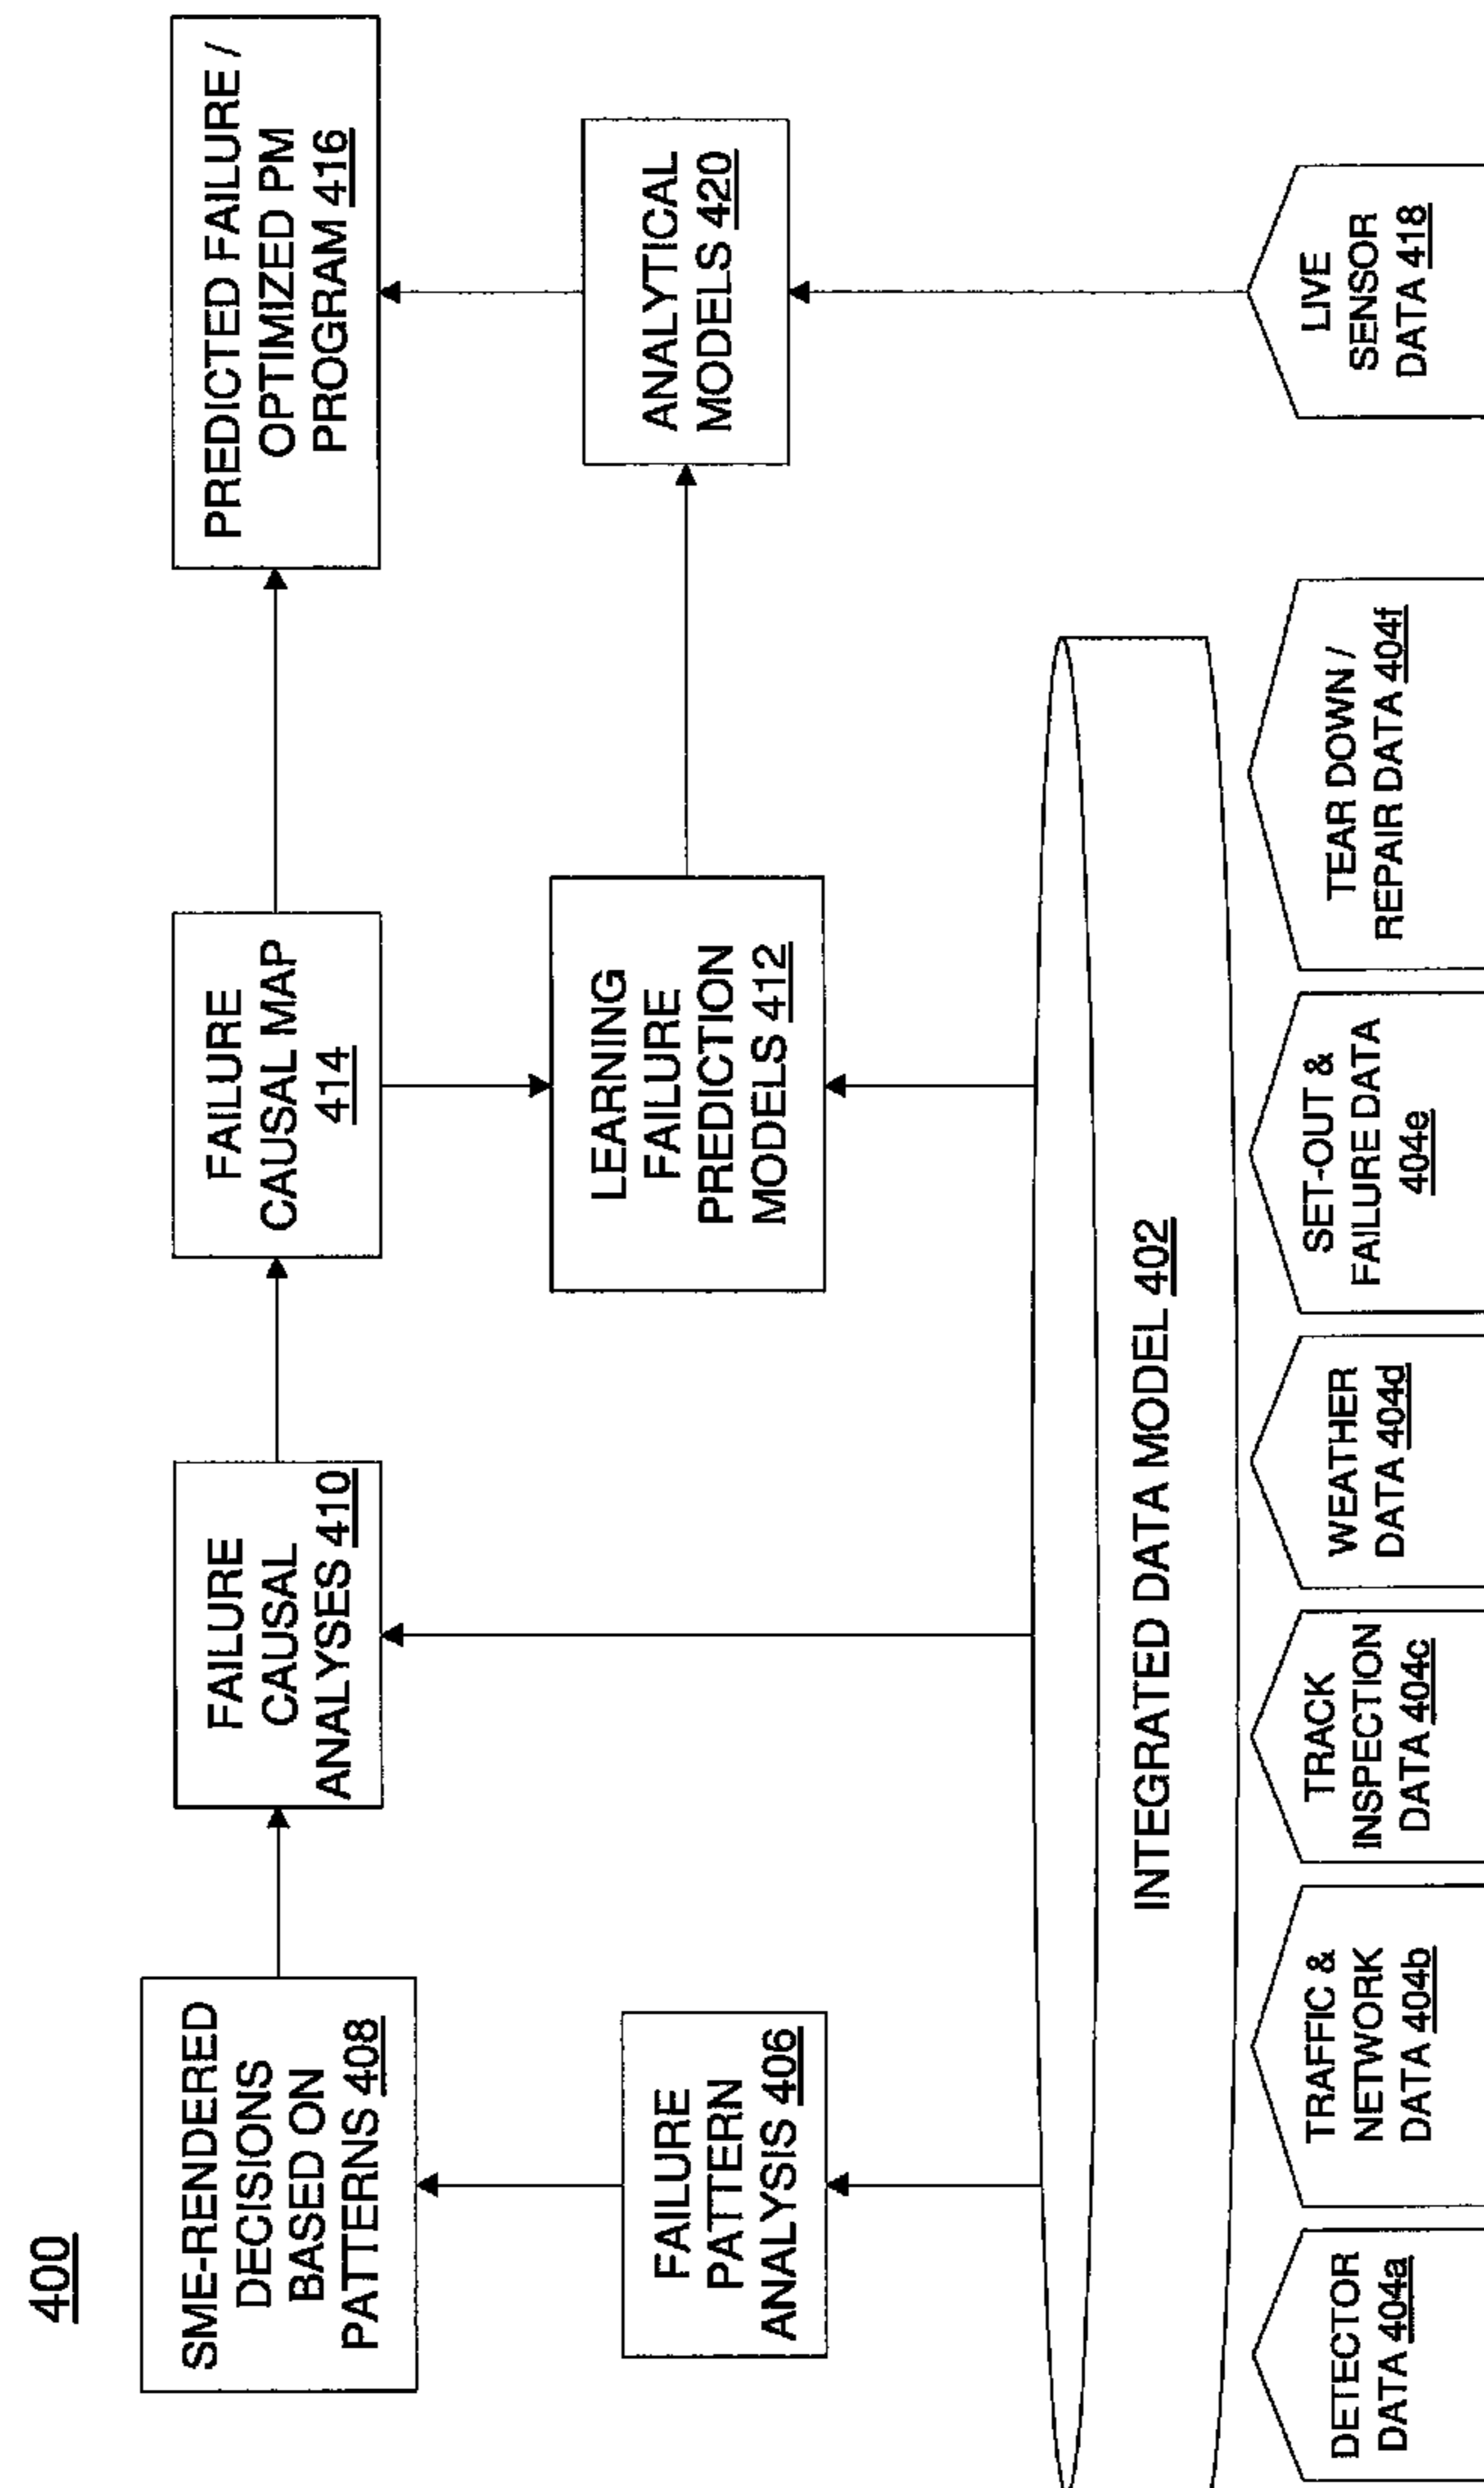 400
SME-RENDERED
DECISIONS
BASED ON
PATTERNS 408
FAILURE
CAUSAL
ANALYSES 410
FAILURE
CAUSAL MAP
414
PREDICTED FAILURE /
OPTIMIZED PM
PROGRAM 416
FAILURE
PATTERN
ANALYSIS 406
LEARNING
FAILURE
PREDICTION
MODELS 412
ANALYTICAL
MODELS 420
INTEGRATED DATA MODEL 402
DETECTOR
DATA 404a
TRAFFIC &
NETWORK
DATA 404b
TRACK
INSPECTION
DATA 404c
WEATHER
DATA 404d
SET-OUT &
FAILURE DATA
404e
TEAR DOWN /
REPAIR DATA 404f
LIVE
SENSOR
DATA 418